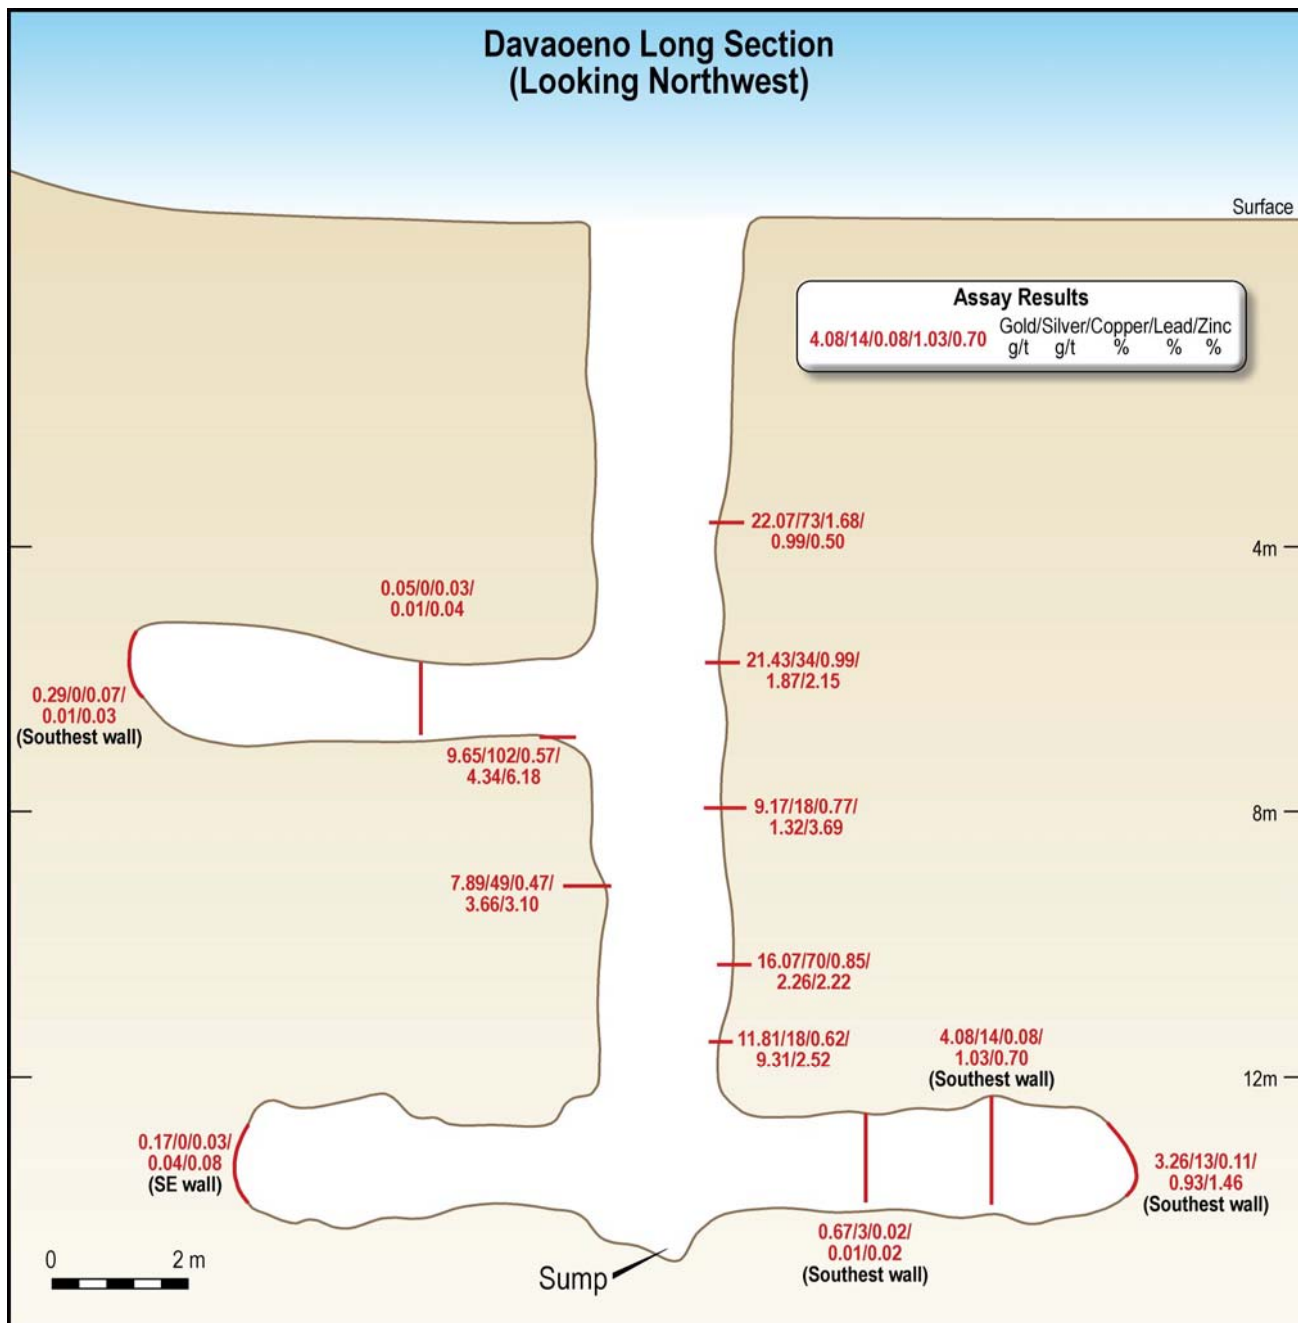 Davaoeno Long Section
(Looking Northwest)
Surface
Assay Results
4.08/14/0.08/1.03/0.70 Gold/Silver/Copper/Lead/Zinc
g/t g/t % % %
22.07/73/1.68/
0.99/0.50
4m
0.05/0/0.03/
0.01/0.04
21.43/34/0.99/
1.87/2.15
0.29/0/0.07/
0.01/0.03
(Southest wall)
9.65/102/0.57/
4.34/6.18
9.17/18/0.77/
1.32/3.69
8m
7.89/49/0.47/
3.66/3.10
16.07/70/0.85/
2.26/2.22
11.81/18/0.62/
9.31/2.52
4.08/14/0.08/
1.03/0.70
(Southest wall)
12m
0.17/0/0.03/
0.04/0.08
(SE wall)
3.26/13/0.11/
0.93/1.46
(Southest wall)
0.67/3/0.02/
0.01/0.02
(Southest wall)
0 2 m
Sump